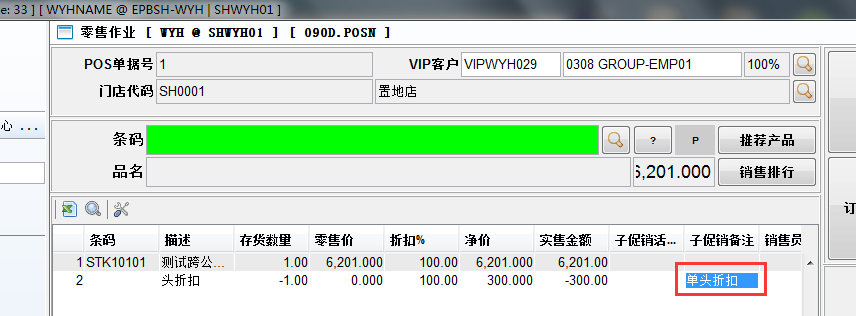 e: 33 ] [ WYHNAME @ EPBSH-WYH | SHWYH01 ]
零售作业 [ WYH @ SHWYH01 ] [ 090D.POSN ]
POS单据号 1 VIP客户 VIPWYH029 0308 GROUP-EMP01 100%
门店代码 SH0001 置地店
心 ...
条码 ? P 推荐产品
品名 6,201.000 销售排行
订
条码 描述 存货数量 零售价 折扣% 净价 实售金额 子促销活... 子促销备注 销售员
1 STK10101 测试跨公... 1.00 6,201.000 100.00 6,201.000 6,201.00
2 头折扣 -1.00 0.000 100.00 300.000 -300.00 单头折扣